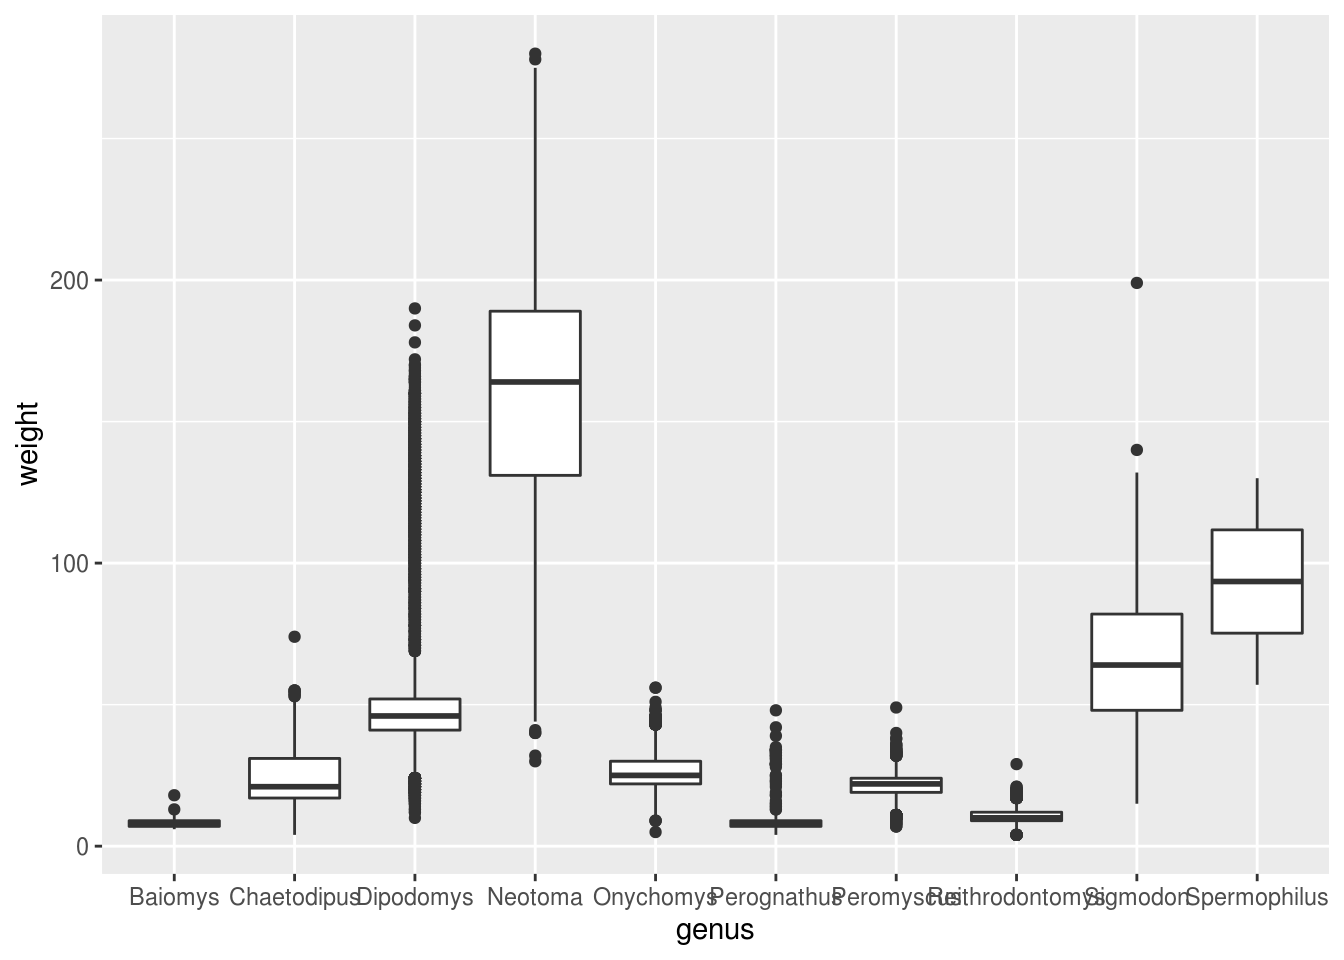 weight
200
100
0
Baiomys Chaetodipus Dipodomys Neotoma Onychomys Perognathus Peromyscus Reithrodontomys Sigmodon Spermophilus
genus